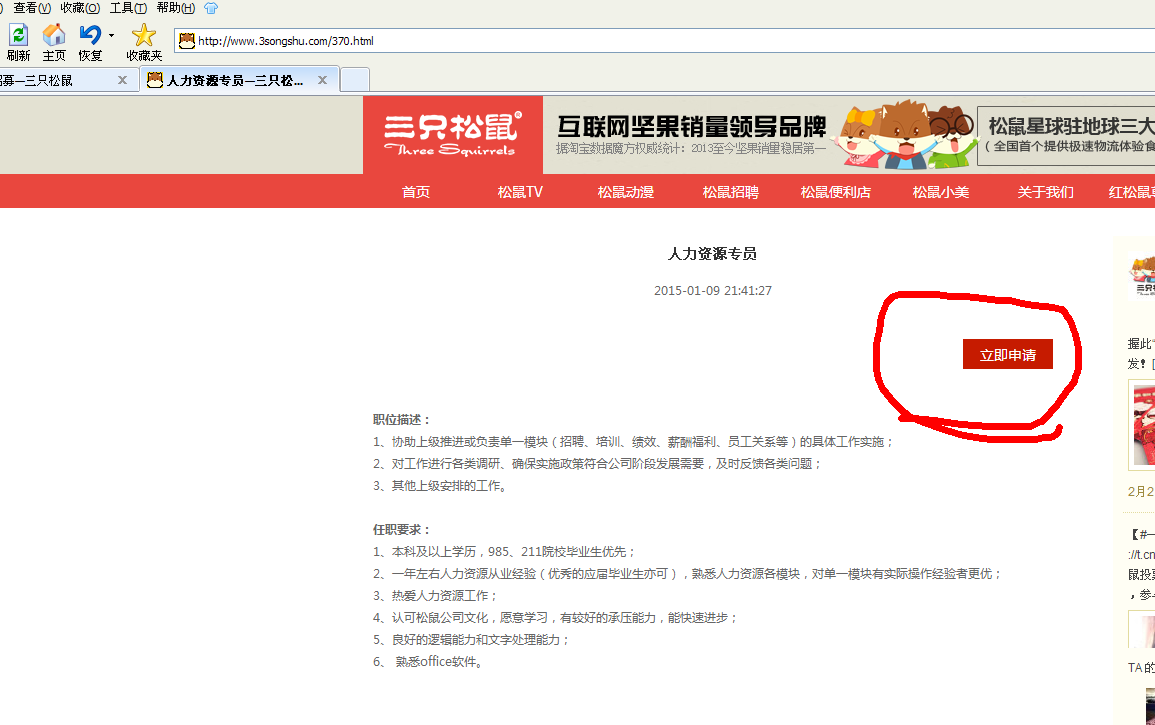 ) 查看(V) 收藏(O) 工具(T) 帮助(H)
刷新 主页 恢复 收藏夹
http://www.3songshu.com/370.html
招募—三只松鼠
人力资源专员—三只松...
三只松鼠®
Three Squirrels
互联网坚果销量领导品牌
据淘宝数据魔方权威统计：2013至今坚果销量稳居第一
松鼠星球驻地球三大
（ 全国首个提供极速物流体验食
首页 松鼠TV 松鼠动漫 松鼠招聘 松鼠便利店 松鼠小美 关于我们 红松鼠
人力资源专员
2015-01-09 21:41:27
立即申请
职位描述：
1、协助上级推进或负责单一模块（招聘、培训、绩效、薪酬福利、员工关系等）的具体工作实施；
2、对工作进行各类调研、确保实施政策符合公司阶段发展需要，及时反馈各类问题；
3、其他上级安排的工作。
任职要求：
1、本科及以上学历，985、211院校毕业生优先；
2、一年左右人力资源从业经验（优秀的应届毕业生亦可），熟悉人力资源各模块，对单一模块有实际操作经验者更优；
3、热爱人力资源工作；
4、认可松鼠公司文化，愿意学习，有较好的承压能力，能快速进步；
5、良好的逻辑能力和文字处理能力；
6、 熟悉office软件。
握此"
发！[
2月2
【#一
://t.cn
鼠投票
，参与
TA的